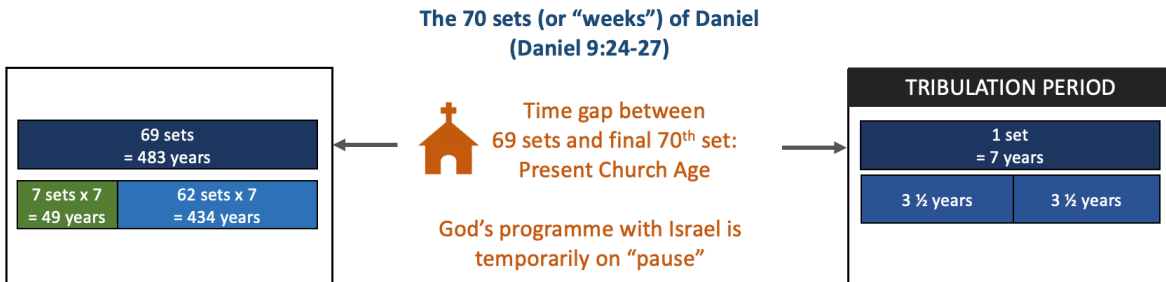 The 70 sets (or “weeks”) of Daniel
(Daniel 9:24-27)
69 sets
= 483 years
7 sets x 7
= 49 years
62 sets x 7
= 434 years
Time gap between
69 sets and final 70th set:
Present Church Age
God’s programme with Israel is
temporarily on “pause”
TRIBULATION PERIOD
1 set
= 7 years
3 ½ years
3 ½ years